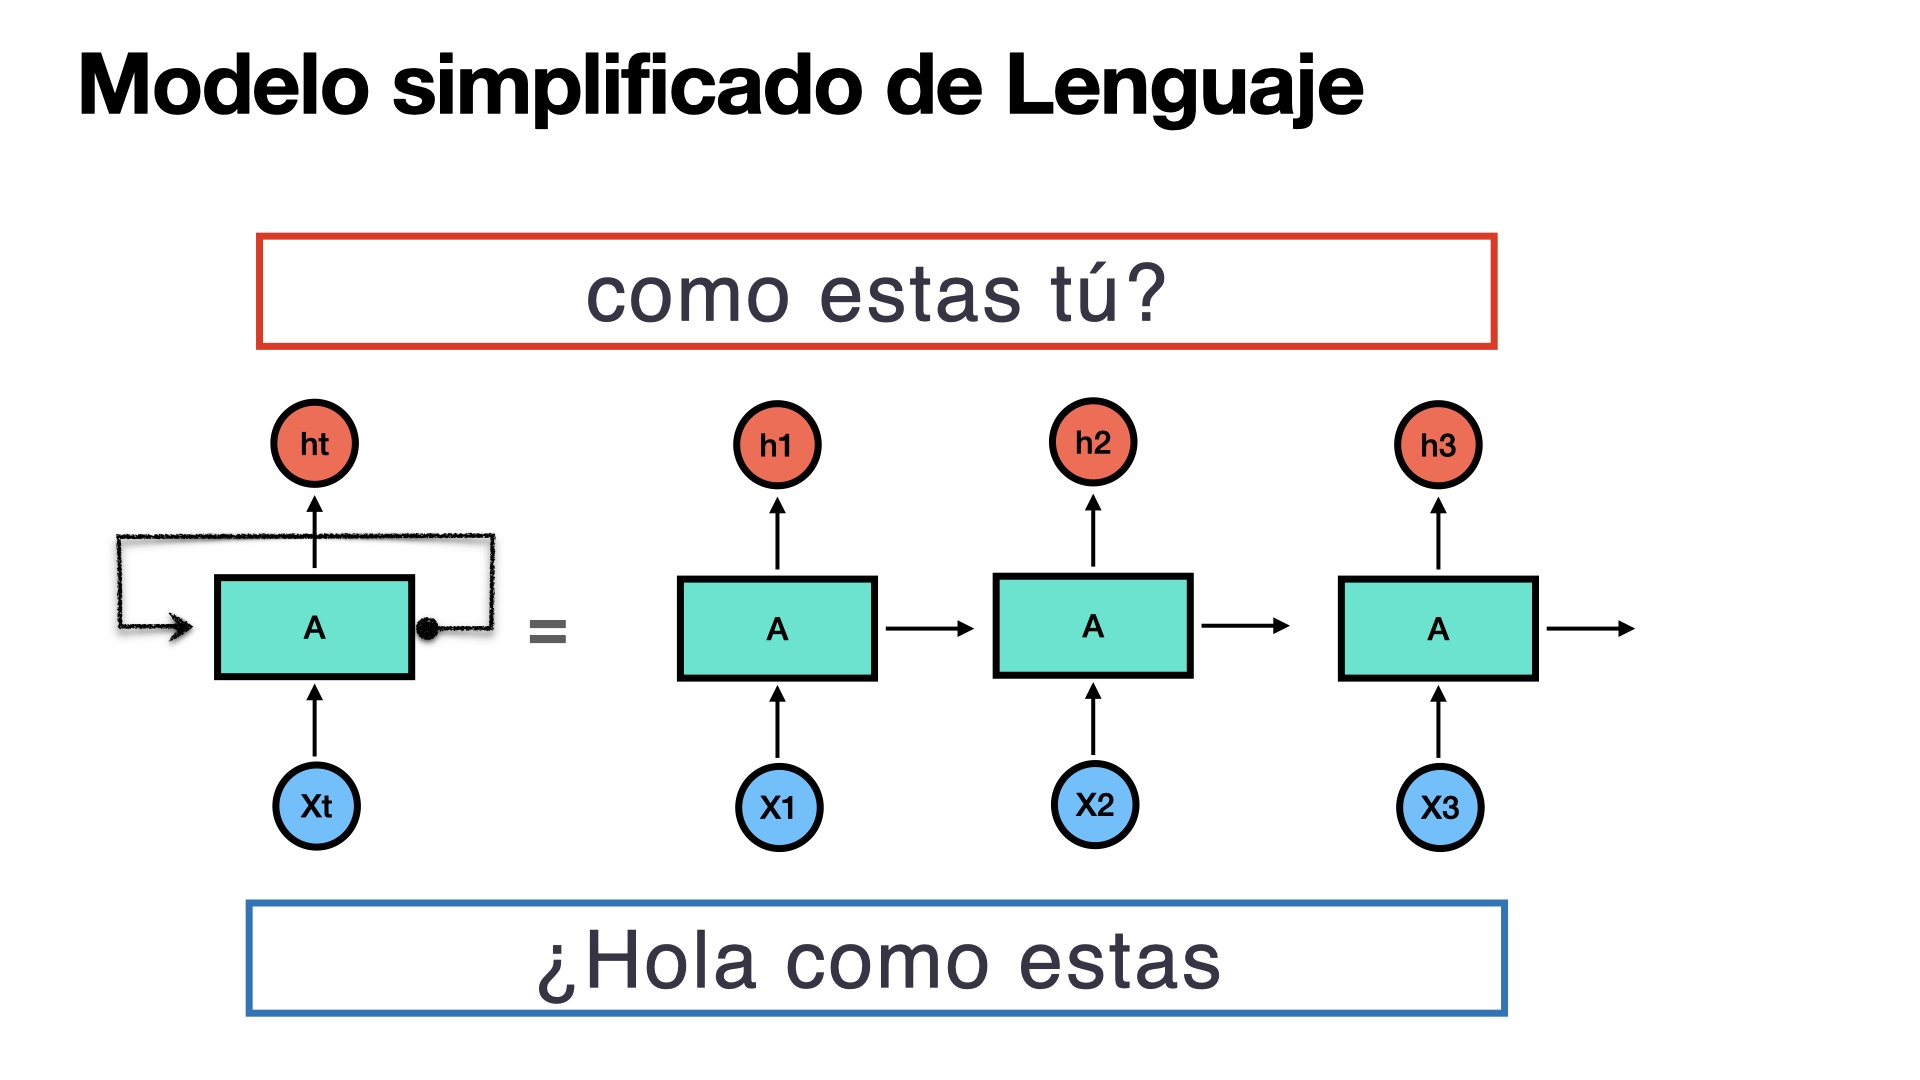 Modelo simplificado de Lenguaje
como estas tú?
ht h1 h2 h3
A = A A A
Xt X1 X2 X3
¿Hola como estas